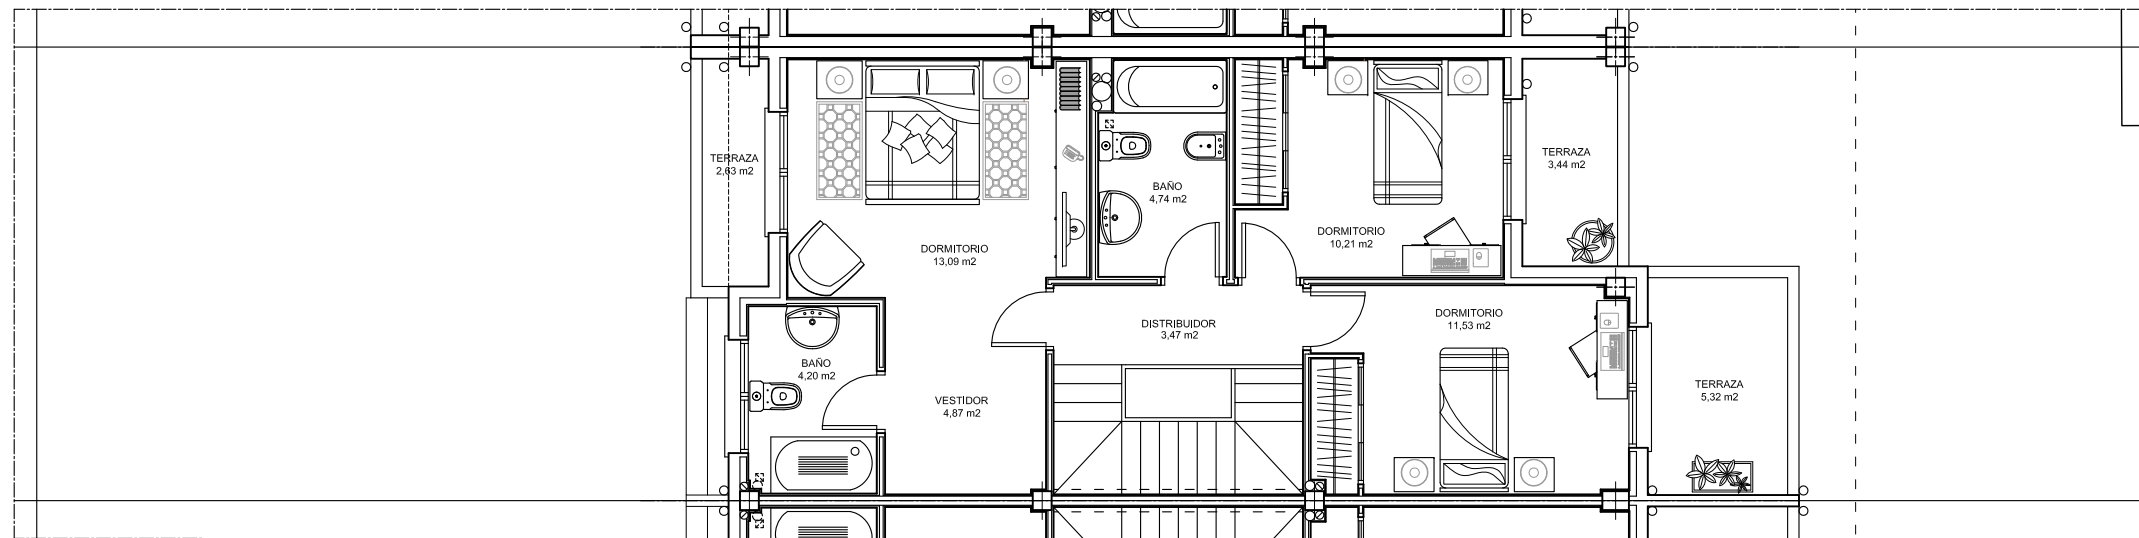 TERRAZA
2,63 m2
DORMITORIO
13,09 m2
BAÑO
4,74 m2
DORMITORIO
10,21 m2
TERRAZA
3,44 m2
DISTRIBUIDOR
3,47 m2
DORMITORIO
11,53 m2
BAÑO
4,20 m2
VESTIDOR
4,87 m2
TERRAZA
5,32 m2